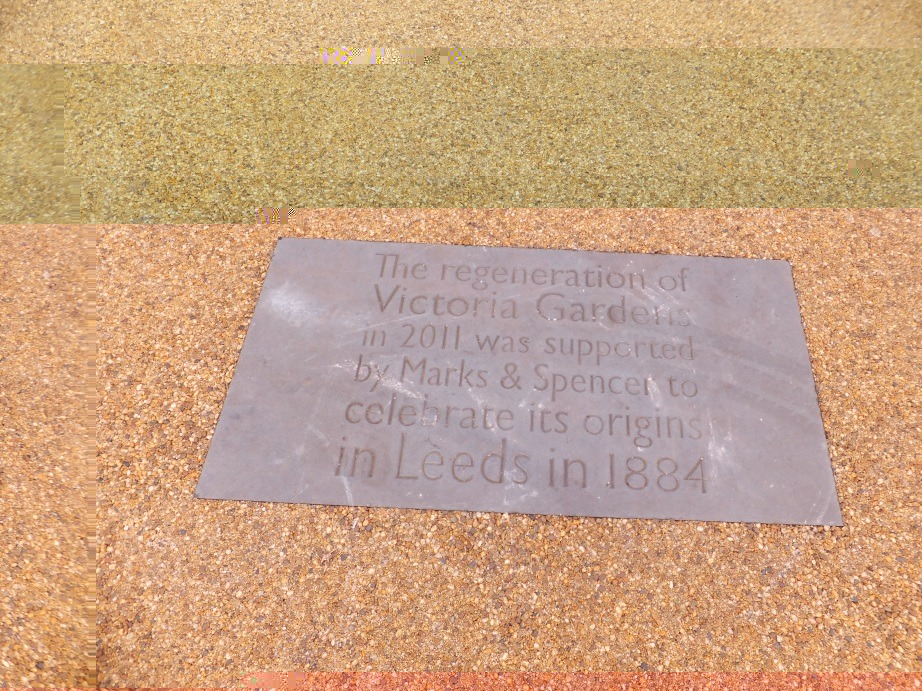 The regeneration of
Victoria Gardens
in 2011 was supported
by Marks & Spencer to
celebrate its origins
in Leeds in 1884